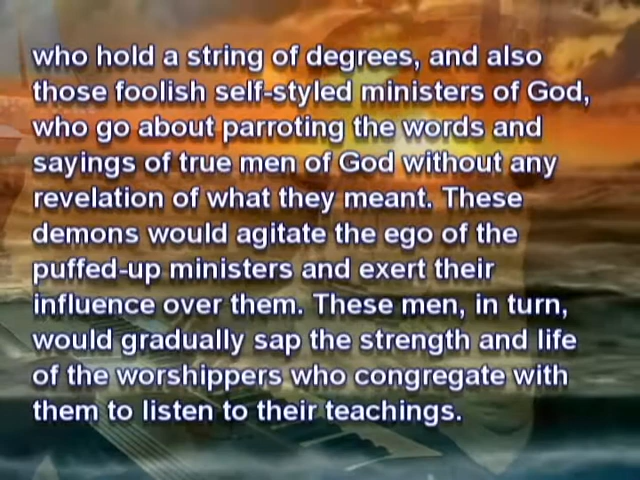 who hold a string of degrees, and also
those foolish self-styled ministers of God,
who go about parroting the words and
sayings of true men of God without any
revelation of what they meant. These
demons would agitate the ego of the
puffed-up ministers and exert their
influence over them. These men, in turn,
would gradually sap the strength and life
of the worshippers who congregate with
them to listen to their teachings.